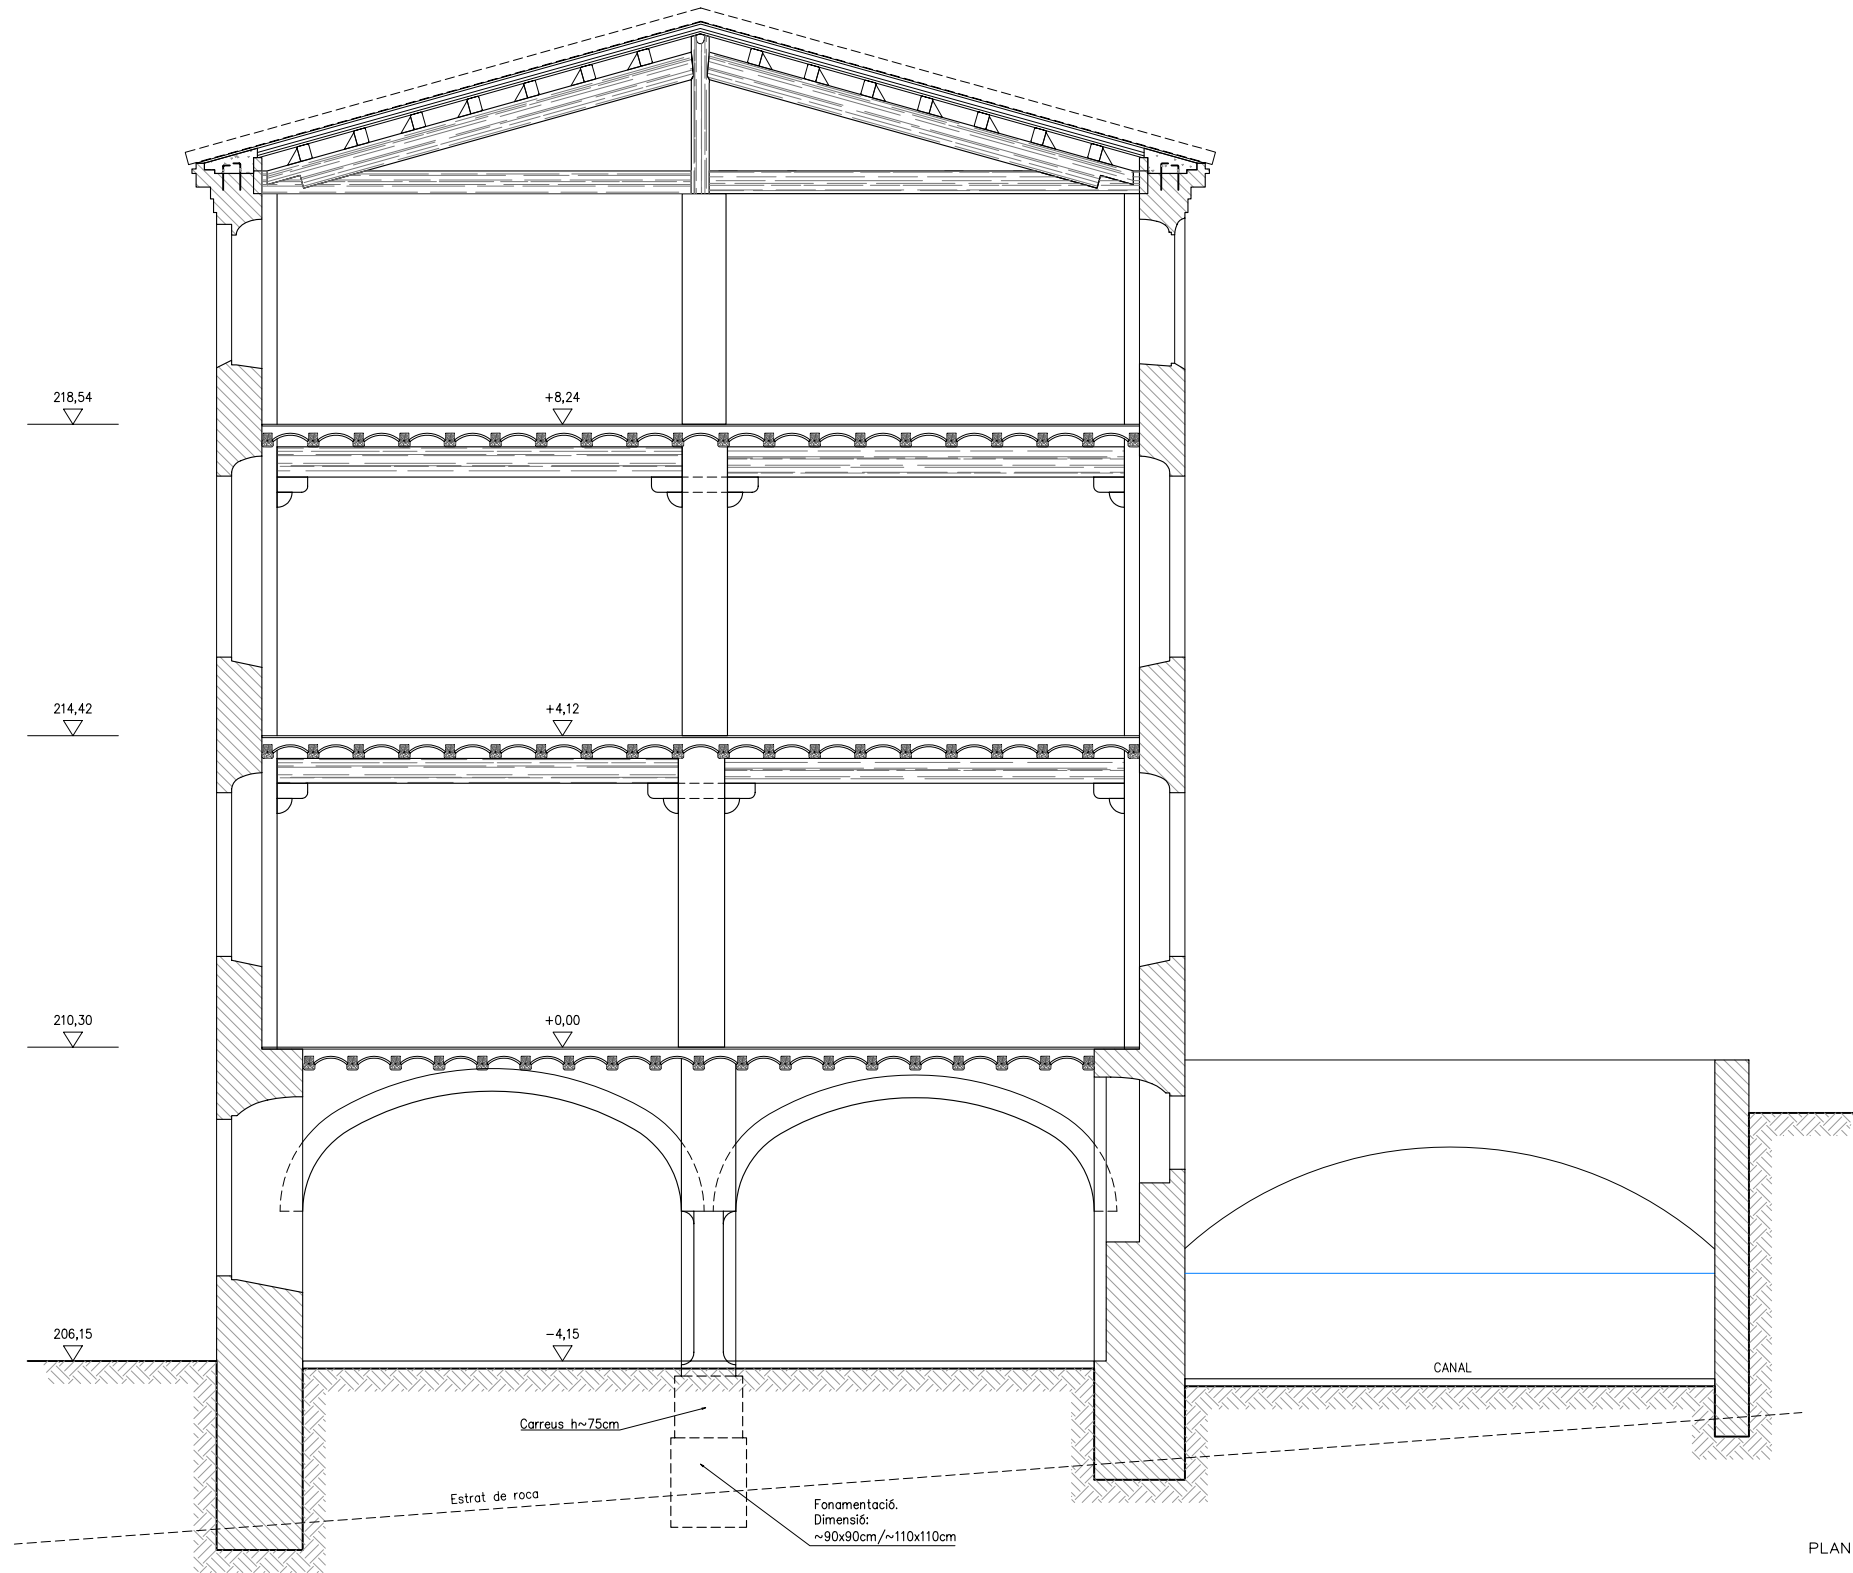 218,54
+8,24
214,42
+4,12
210,30
+0,00
206,15
-4,15
CANAL
Carreus h~75cm
Estrat de roca
Fonamentació.
Dimensió:
~90x90cm/~110x110cm
PLAN